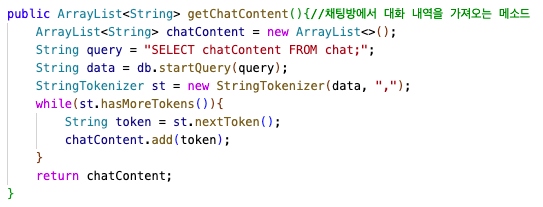 public ArrayList<String> getChatContent(){//채팅방에서 대화 내역을 가져오는 메소드
    ArrayList<String> chatContent = new ArrayList<>();
    String query = "SELECT chatContent FROM chat;";
    String data = db.startQuery(query);
    StringTokenizer st = new StringTokenizer(data, ",");
    while(st.hasMoreTokens()){
        String token = st.nextToken();
        chatContent.add(token);
    }
    return chatContent;
}